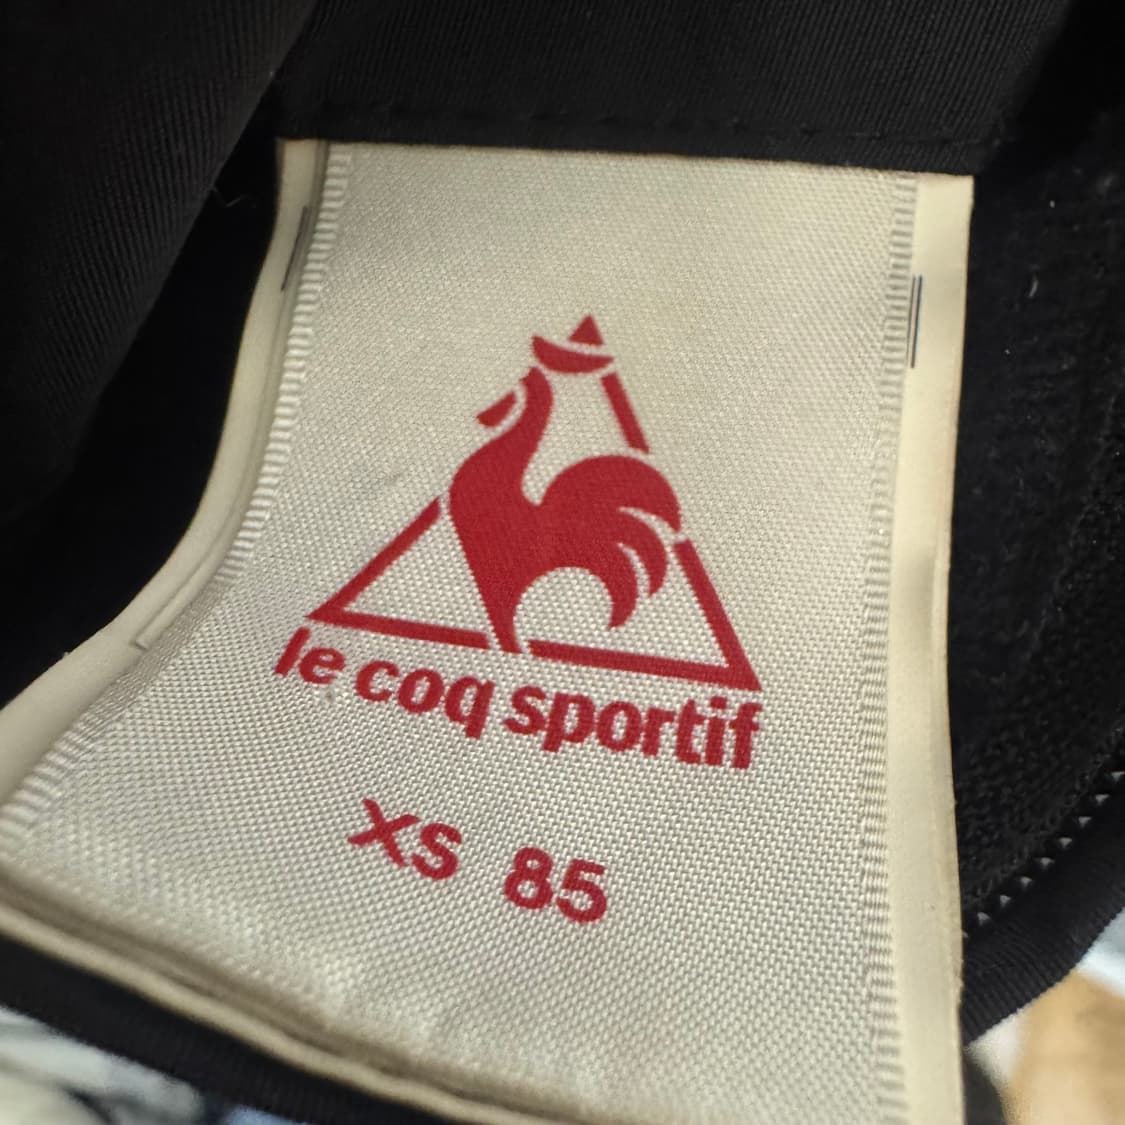 le coq sportif
XS 85